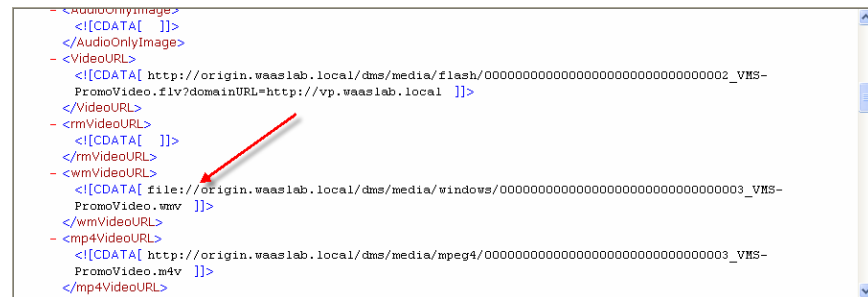 - <AudioOnlyImage>
<![CDATA[ ]]>
</AudioOnlyImage>
- <VideoURL>
<![CDATA[ http://origin.waaslab.local/dms/media/flash/00000000000000000000000000000002_VMS-
PromoVideo.flv?domainURL=http://vp.waaslab.local ]]>
</VideoURL>
- <rmVideoURL>
<![CDATA[ ]]>
</rmVideoURL>
- <wmVideoURL>
<![CDATA[ file://origin.waaslab.local/dms/media/windows/00000000000000000000000000000003_VMS-
PromoVideo.wmv ]]>
</wmVideoURL>
- <mp4VideoURL>
<![CDATA[ http://origin.waaslab.local/dms/media/mpeg4/00000000000000000000000000000003_VMS-
PromoVideo.m4v ]]>
</mp4VideoURL>